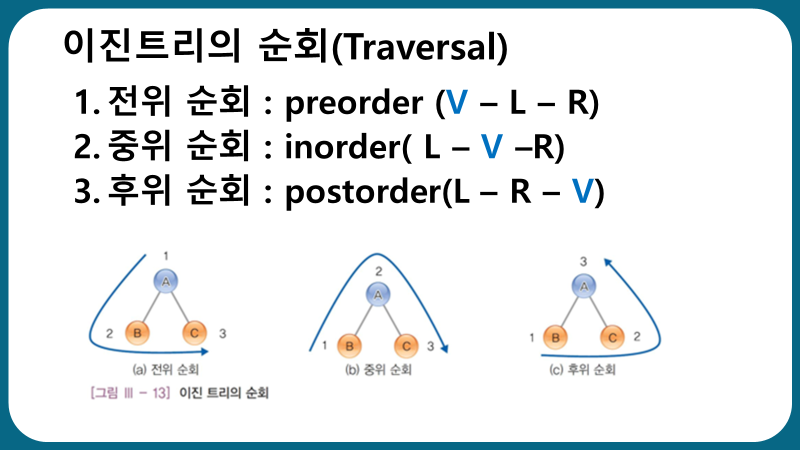 이진트리의 순회(Traversal)
1. 전위 순회 : preorder (V – L – R)
2. 중위 순회 : inorder( L – V –R)
3. 후위 순회 : postorder(L – R – V)
1
A
2 B C 3
(a) 전위 순회
2
A
1 B C 3
(b) 중위 순회
3
A
1 B C 2
(c) 후위 순회
[그림 Ⅲ - 13] 이진 트리의 순회